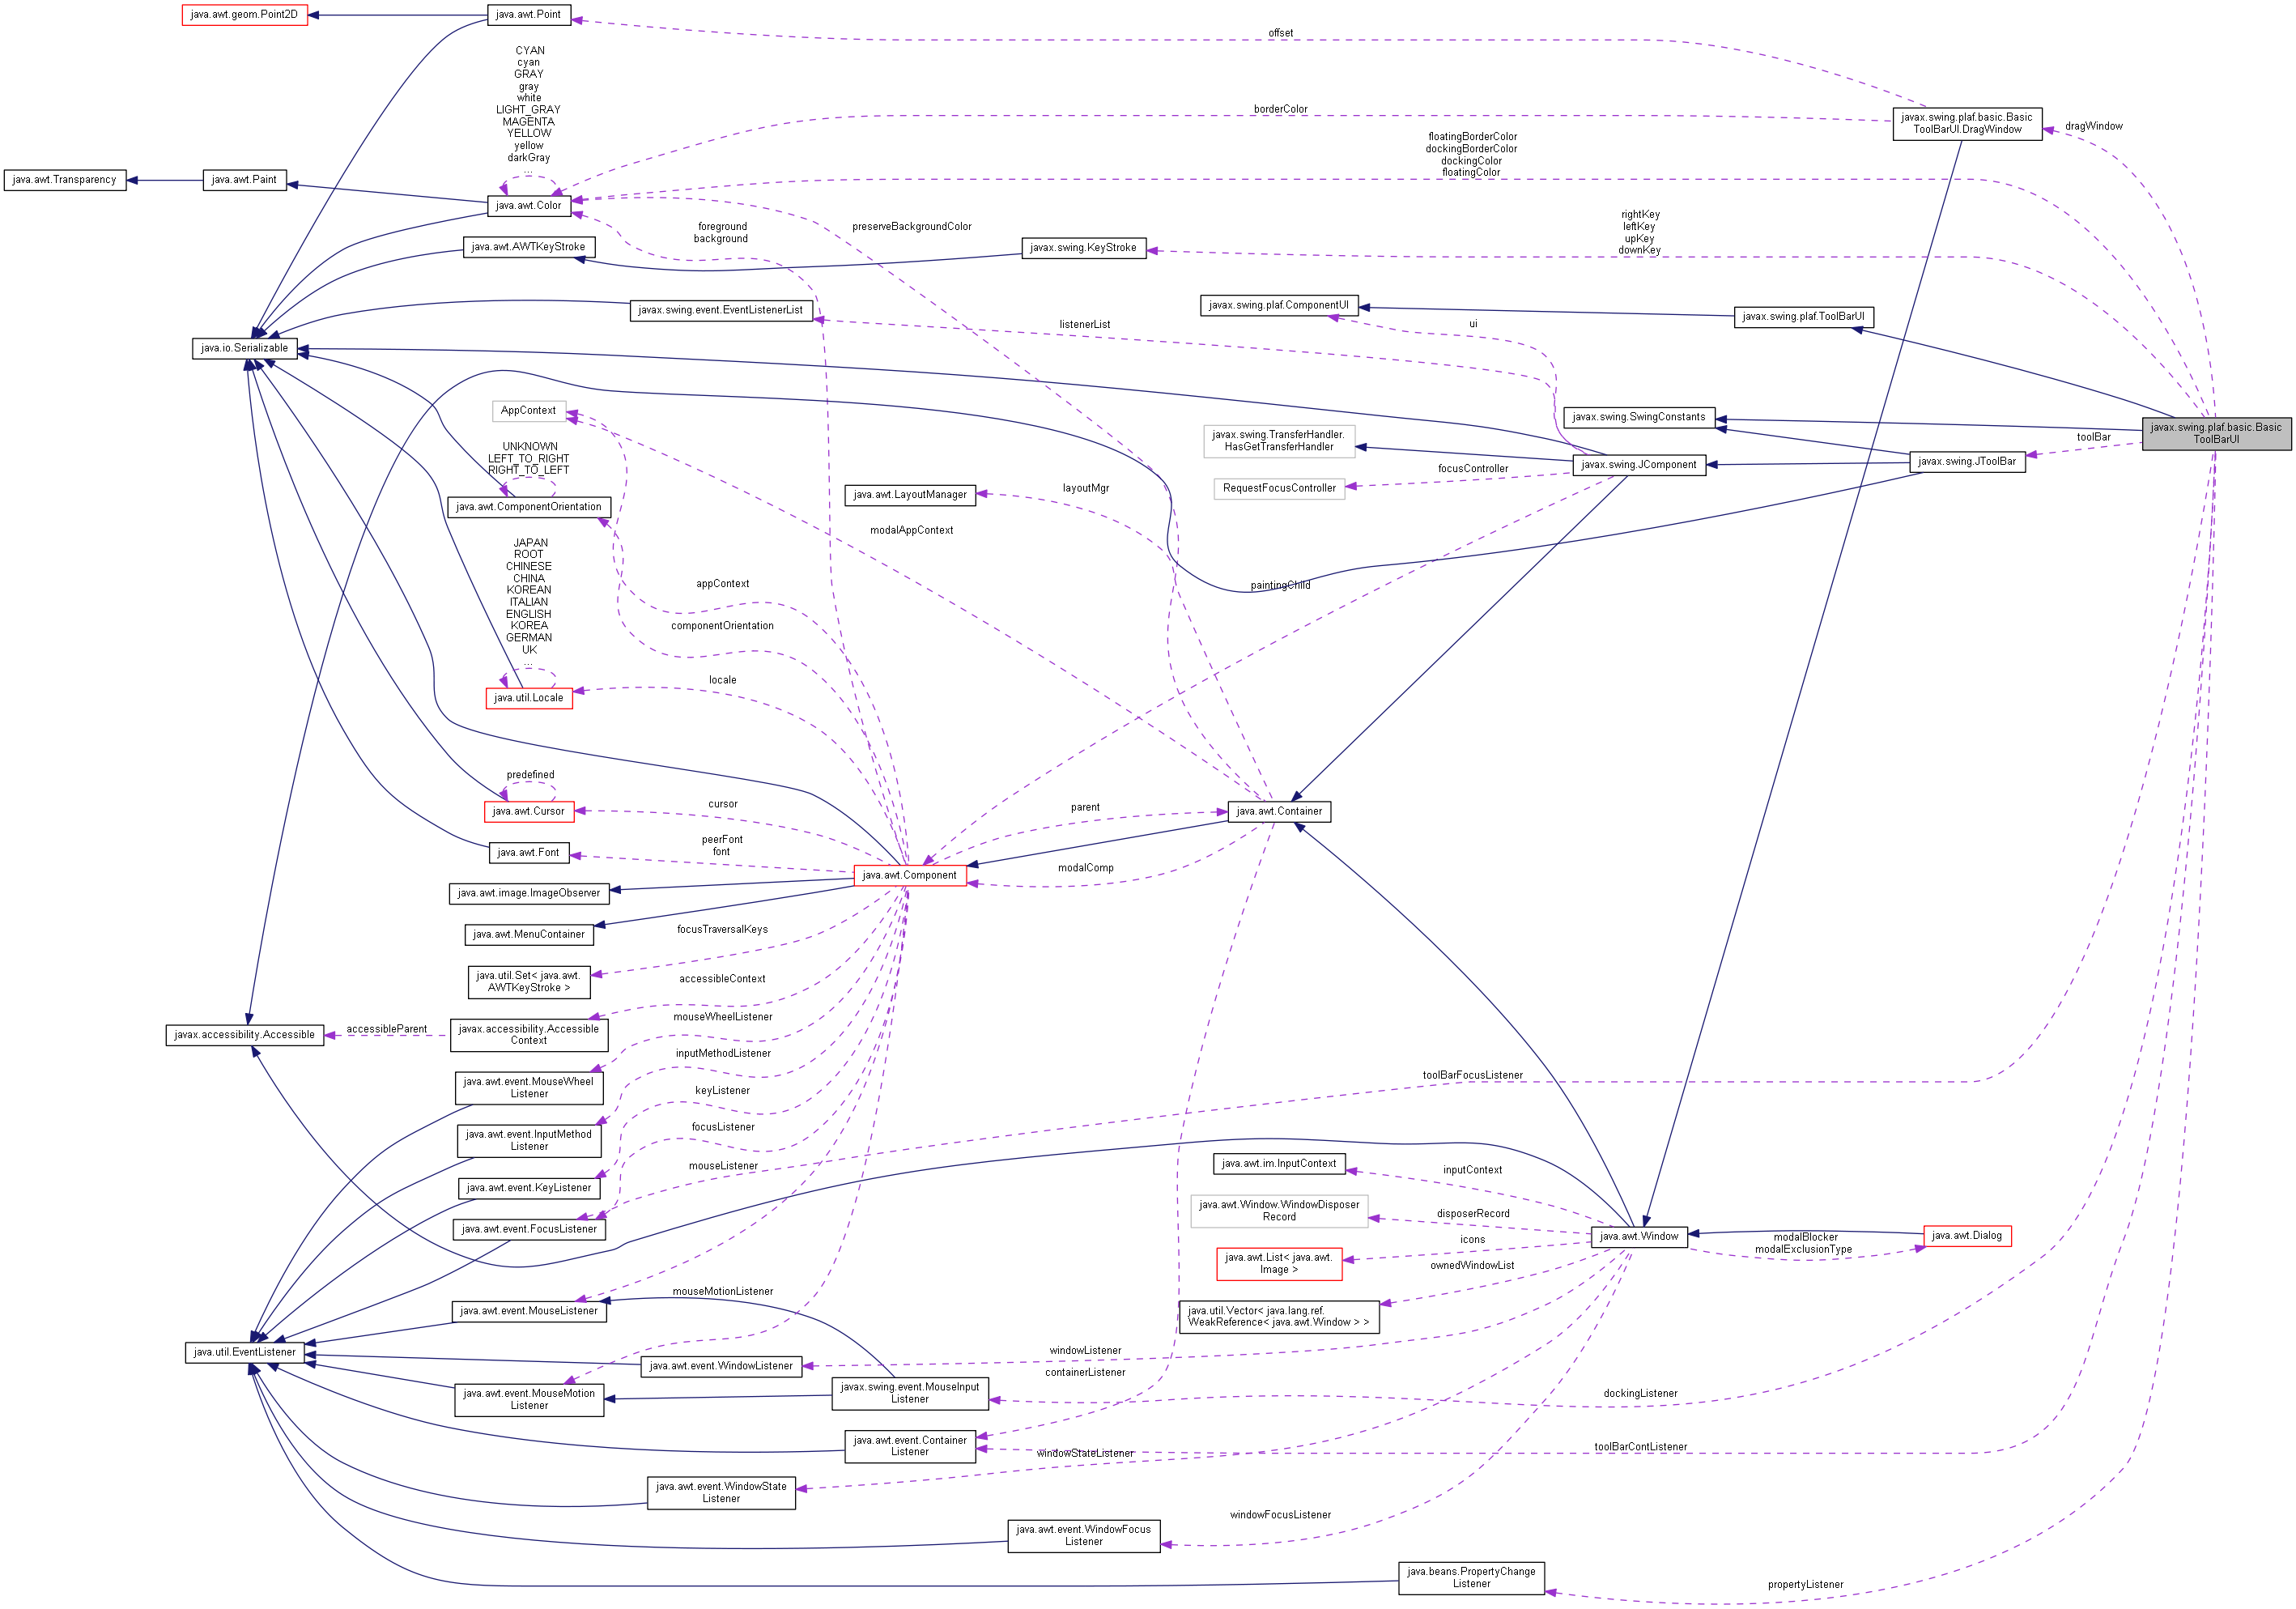 java.awt.geom.Point2D
java.awt.Point
offset
CYAN
cyan
GRAY
gray
white
LIGHT_GRAY
MAGENTA
YELLOW
yellow
darkGray
...
borderColor
javax.swing.plaf.basic.Basic
ToolBarUI.DragWindow
dragWindow
floatingBorderColor
dockingBorderColor
dockingColor
floatingColor
java.awt.Transparency
java.awt.Paint
java.awt.Color
foreground
background
preserveBackgroundColor
rightKey
leftKey
upKey
downKey
java.awt.AWTKeyStroke
javax.swing.KeyStroke
javax.swing.event.EventListenerList
javax.swing.plaf.ComponentUI
javax.swing.plaf.ToolBarUI
listenerList
ui
java.io.Serializable
AppContext
javax.swing.SwingConstants
javax.swing.plaf.basic.Basic
ToolBarUI
toolBar
javax.swing.TransferHandler.
HasGetTransferHandler
javax.swing.JComponent
javax.swing.JToolBar
UNKNOWN
LEFT_TO_RIGHT
RIGHT_TO_LEFT
focusController
RequestFocusController
java.awt.ComponentOrientation
java.awt.LayoutManager
layoutMgr
modalAppContext
JAPAN
ROOT
CHINESE
CHINA
KOREAN
ITALIAN
ENGLISH
KOREA
GERMAN
UK
...
appContext
paintingChild
componentOrientation
locale
java.util.Locale
predefined
java.awt.Cursor
cursor
parent
java.awt.Container
peerFont
font
java.awt.Font
java.awt.Component
modalComp
java.awt.image.ImageObserver
java.awt.MenuContainer
focusTraversalKeys
java.util.Set< java.awt.
AWTKeyStroke >
accessibleContext
javax.accessibility.Accessible
accessibleParent
javax.accessibility.Accessible
Context
mouseWheelListener
inputMethodListener
java.awt.event.MouseWheel
Listener
toolBarFocusListener
keyListener
java.awt.event.InputMethod
Listener
focusListener
mouseListener
java.awt.im.InputContext
inputContext
java.awt.event.KeyListener
java.awt.Window.WindowDisposer
Record
disposerRecord
java.awt.event.FocusListener
icons
java.awt.Window
modalBlocker
modalExclusionType
java.awt.Dialog
java.awt.List< java.awt.
Image >
ownedWindowList
mouseMotionListener
java.awt.event.MouseListener
java.util.Vector< java.lang.ref.
WeakReference< java.awt.Window > >
java.util.EventListener
java.awt.event.WindowListener
windowListener
containerListener
java.awt.event.MouseMotion
Listener
javax.swing.event.MouseInput
Listener
dockingListener
java.awt.event.Container
Listener
windowStateListener
toolBarContListener
java.awt.event.WindowState
Listener
windowFocusListener
java.awt.event.WindowFocus
Listener
java.beans.PropertyChange
Listener
propertyListener